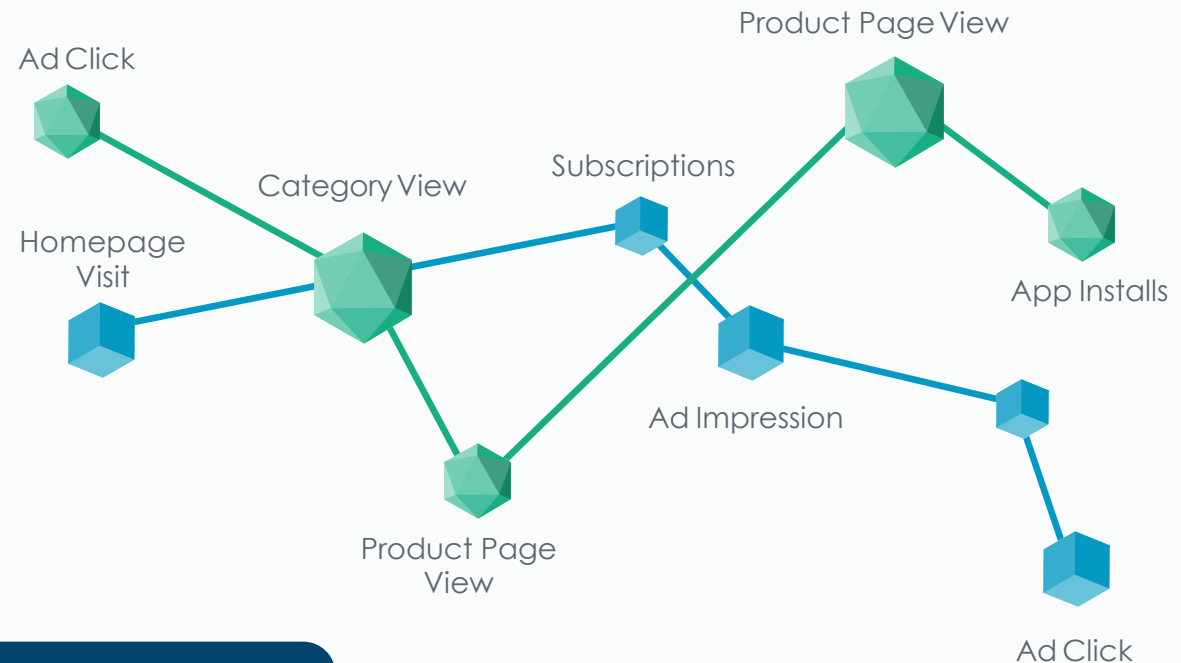 Product Page View
Ad Click
Subscriptions
Category View
Homepage
Visit
App Installs
Ad Impression
Product Page
View
Ad Click